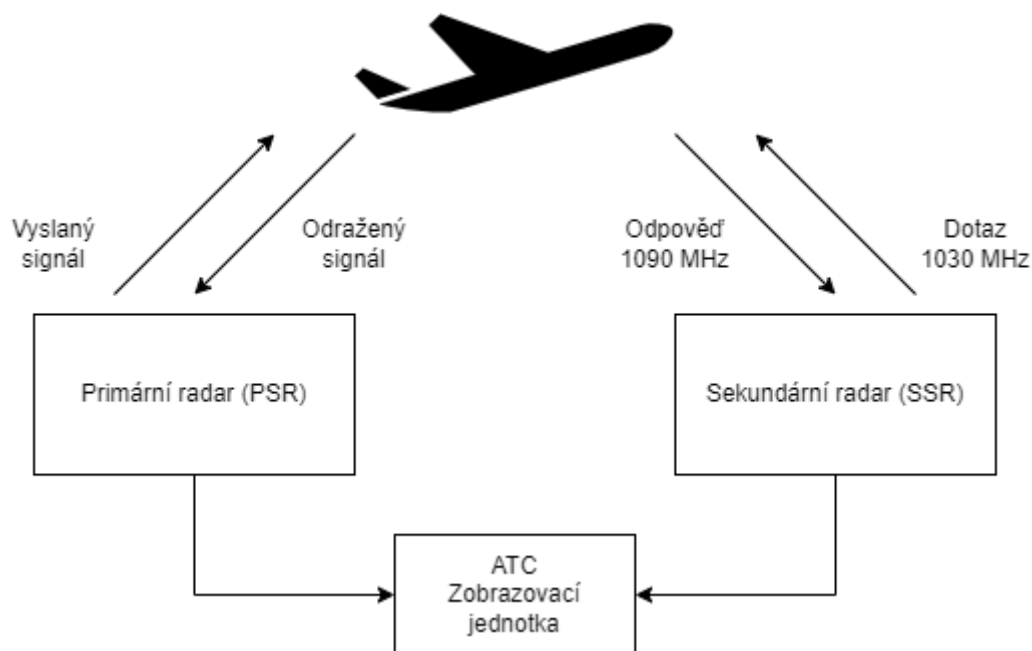 Vyslaný
signál
Odražený
signál
Odpověď
1090 MHz
Dotaz
1030 MHz
Primární radar (PSR)
Sekundární radar (SSR)
ATC
Zobrazovací
jednotka